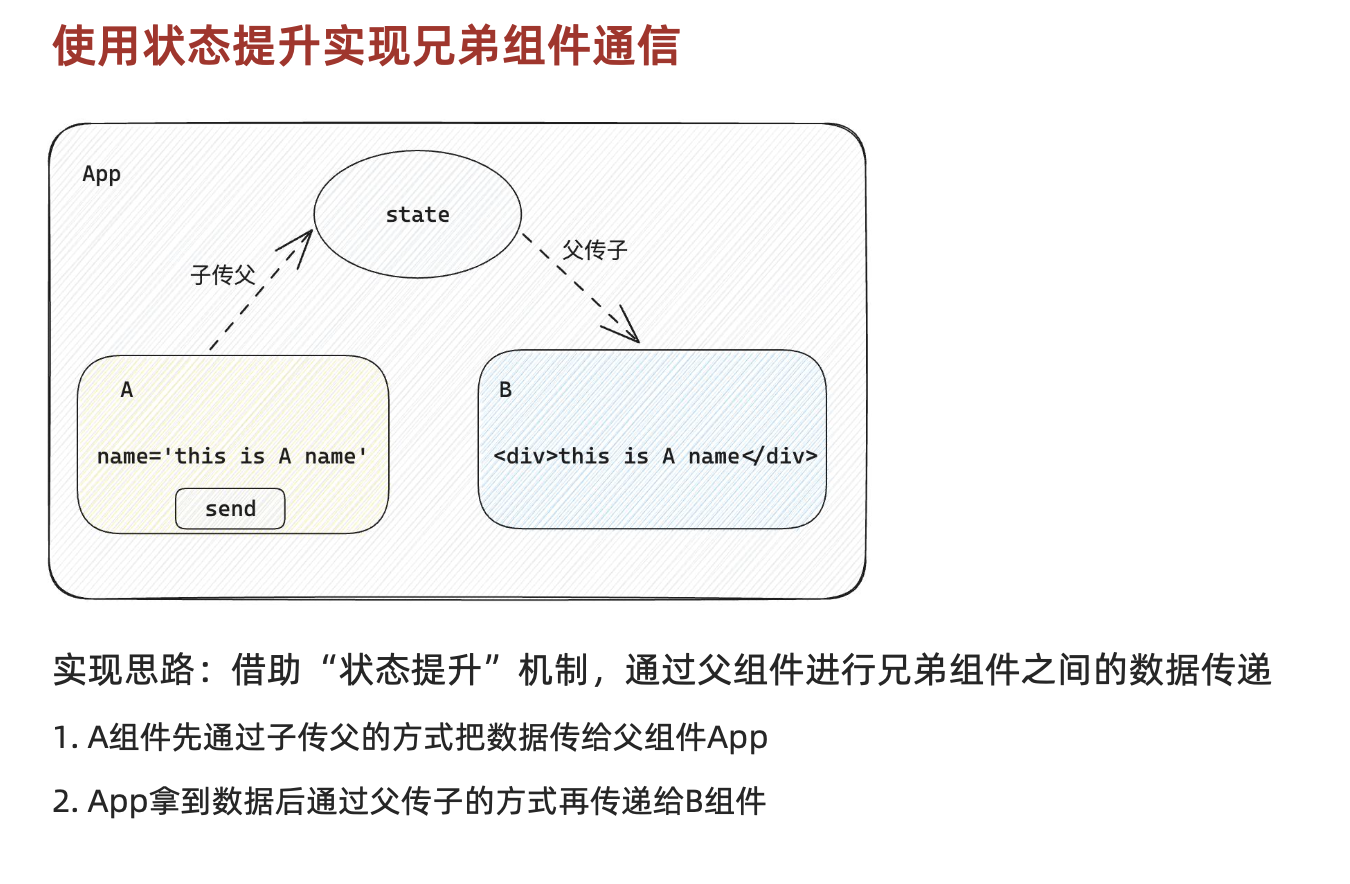 使用状态提升实现兄弟组件通信
App
state
子传父
父传子
A
B
name='this is A name'
<div>this is A name</div>
send
实现思路：借助“状态提升”机制，通过父组件进行兄弟组件之间的数据传递
1. A组件先通过子传父的方式把数据传给父组件App
2. App拿到数据后通过父传子的方式再传递给B组件